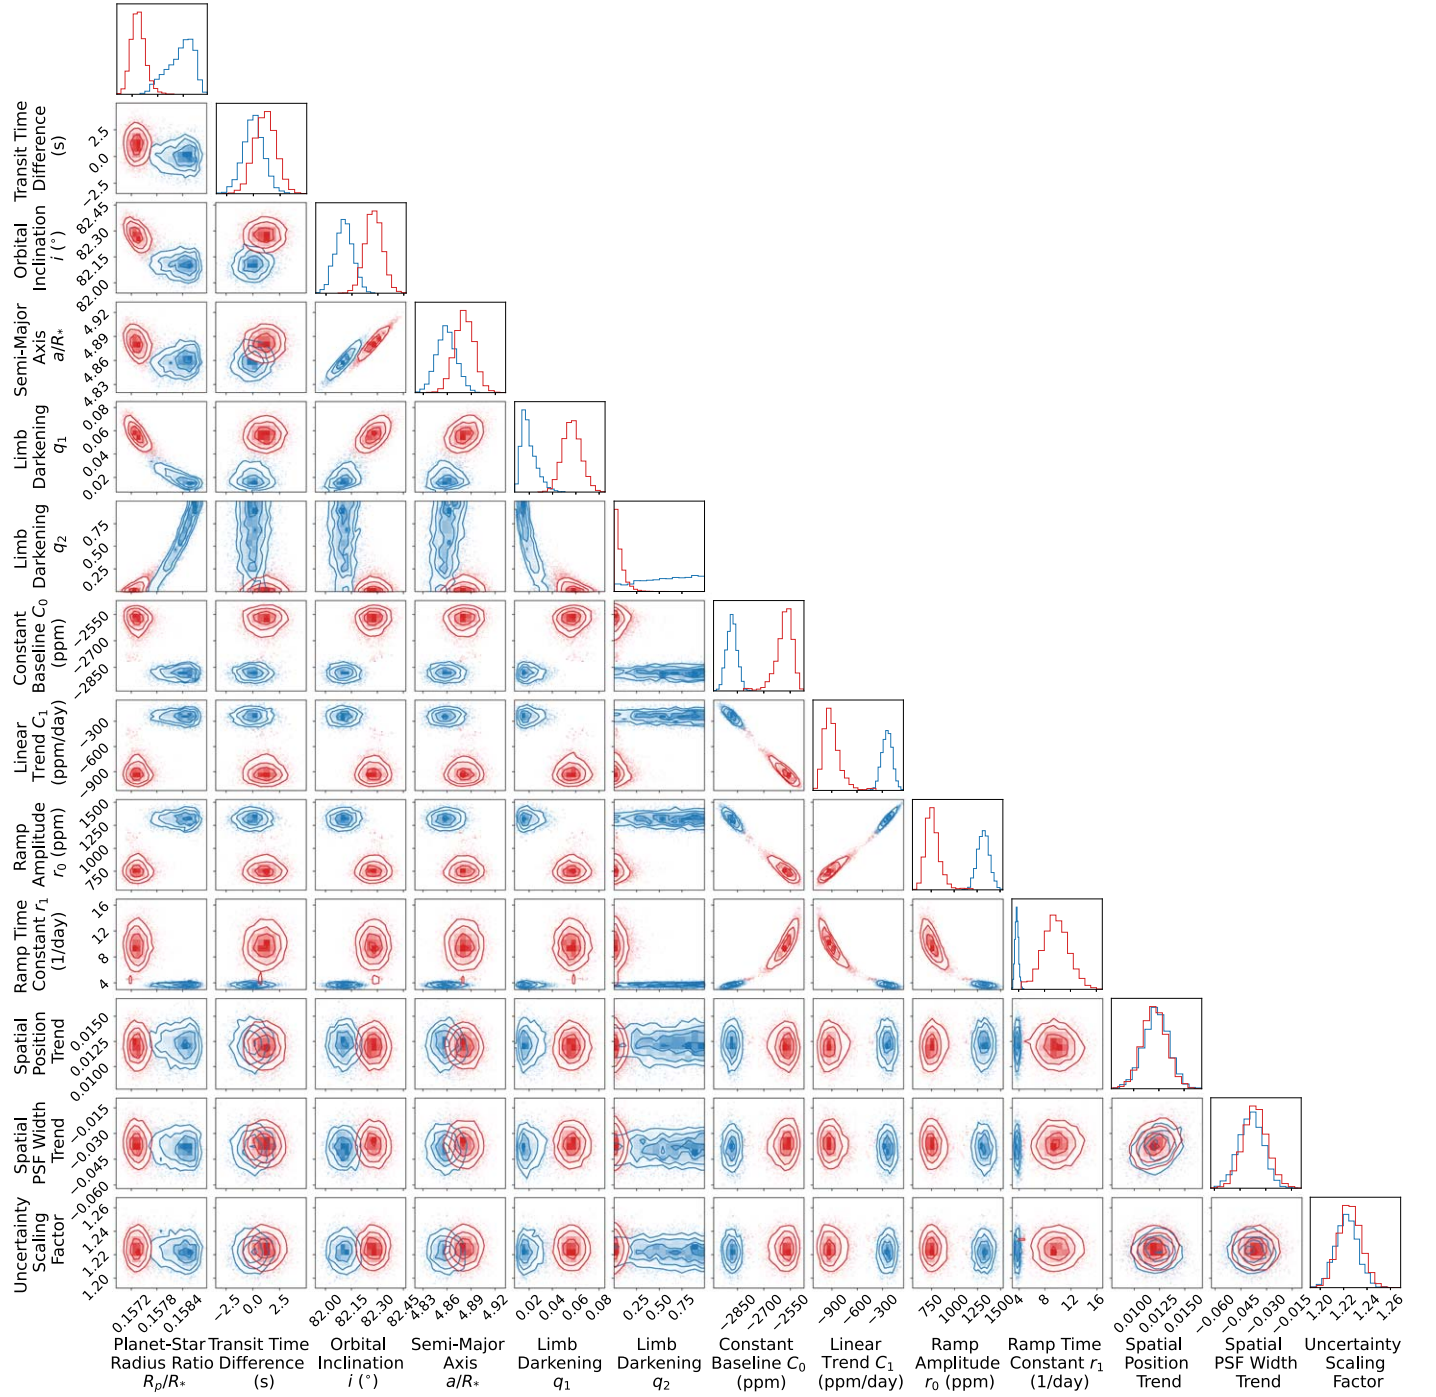 Transit Time
Difference
(s)
2.5
0.0
−2.5
Orbital
Inclination
i (°)
82.45
82.30
82.15
82.00
Semi-Major
Axis
a/R*
4.92
4.89
4.86
4.83
Limb
Darkening
q1
0.08
0.06
0.04
0.02
Limb
Darkening
q2
0.75
0.50
0.25
Constant
Baseline C0
(ppm)
−2550
−2700
−2850
Linear
Trend C1
(ppm/day)
−300
−600
−900
Ramp
Amplitude
r0 (ppm)
1500
1250
1000
750
Ramp Time
Constant r1
(1/day)
16
12
8
4
Spatial
Position
Trend
0.0150
0.0125
0.0100
Spatial
PSF Width
Trend
−0.015
−0.030
−0.045
−0.060
Uncertainty
Scaling
Factor
1.26
1.24
1.22
1.20
0.1572 0.1578 0.1584 −2.5 0.0 2.5 82.00 82.15 82.30 82.45 4.83 4.86 4.89 4.92 0.02 0.04 0.06 0.08 0.25 0.50 0.75 −2850 −2700 −2550 −900 −600 −300 750 1000 1250 1500 4 8 12 16 0.0100 0.0125 0.0150 −0.060 −0.045 −0.030 −0.015 1.20 1.22 1.24 1.26
Planet-Star Transit Time Orbital Semi-Major Limb Limb Constant Linear Ramp Ramp Time Spatial Spatial Uncertainty
Radius Ratio Difference Inclination Axis Darkening Darkening Baseline C0 Trend C1 Amplitude Constant r1 Position PSF Width Scaling
Rp/R* (s) i (°) a/R* q1 q2 (ppm) (ppm/day) r0 (ppm) (1/day) Trend Trend Factor